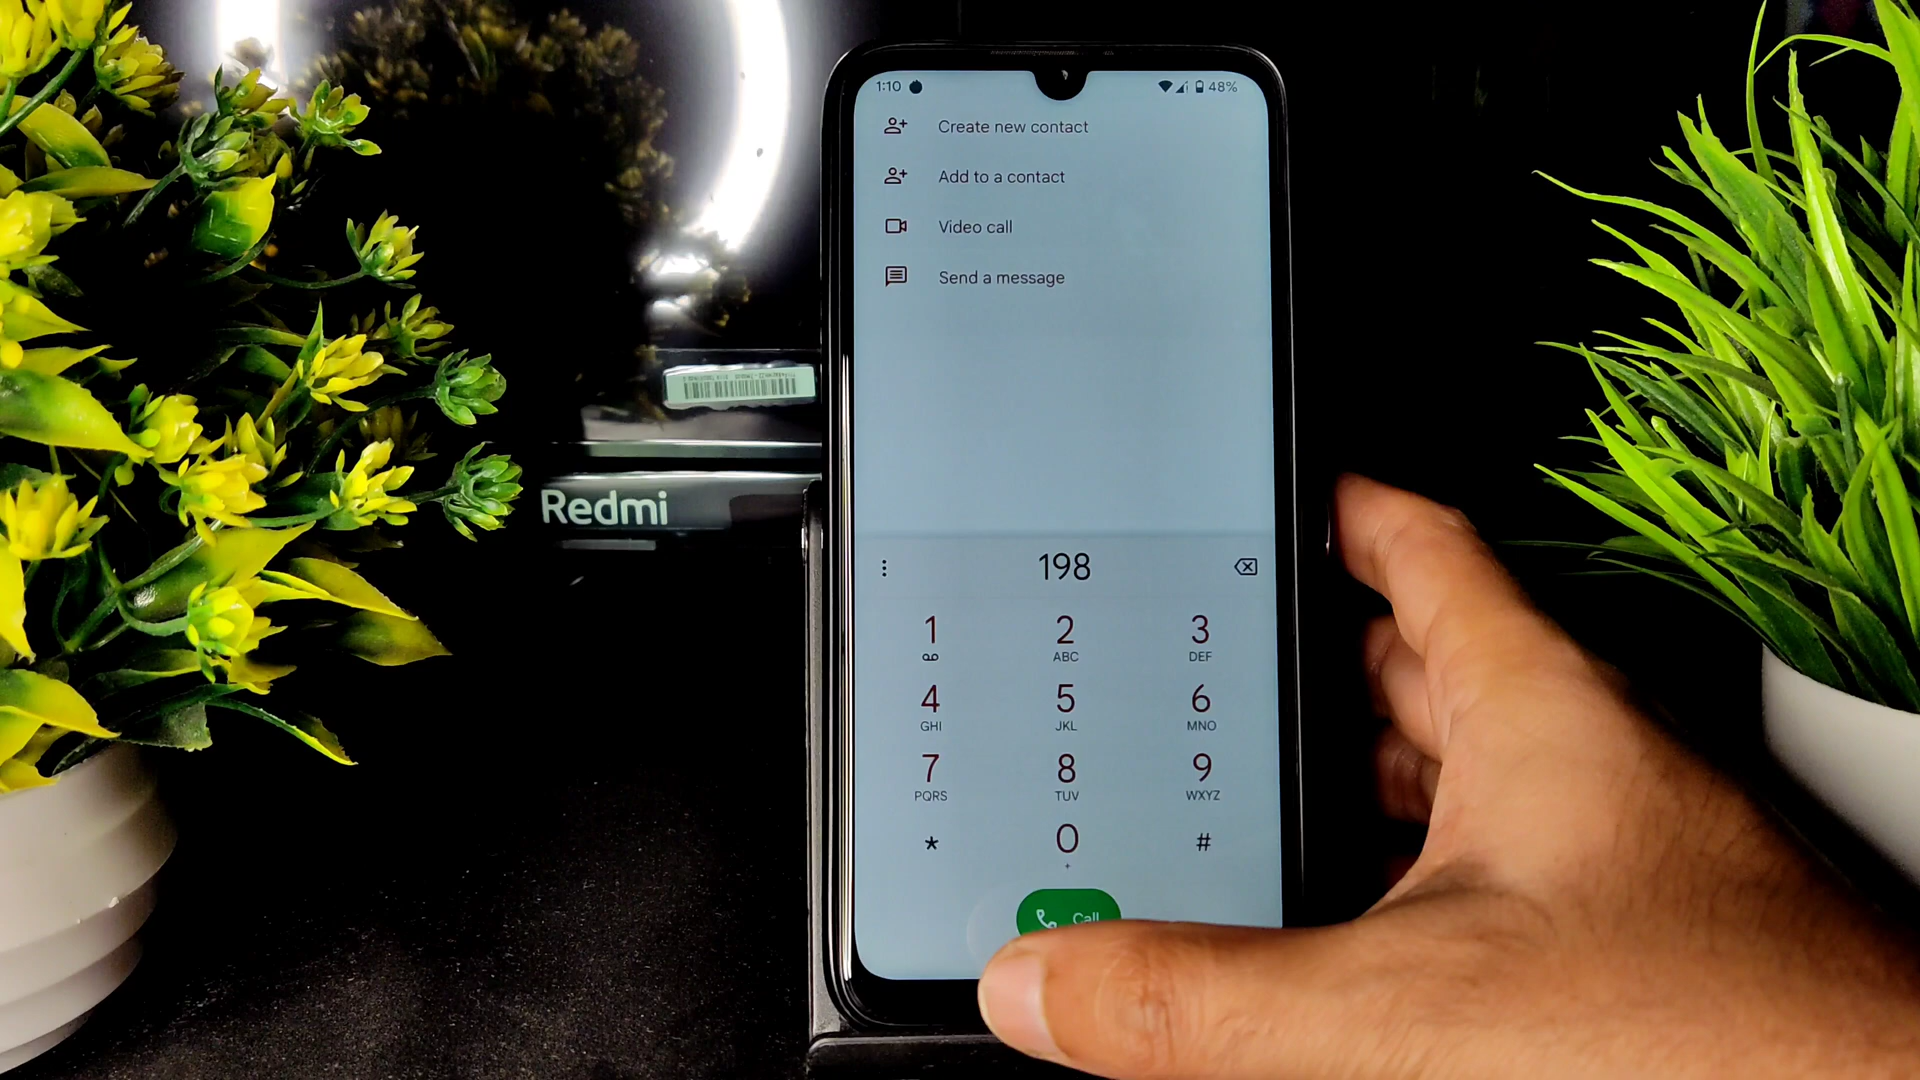 1:10
48%
Create new contact
Add to a contact
Video call
Send a message
Redmi
198
1
2
ABC
3
DEF
4
GHI
5
JKL
6
MNO
7
PQRS
8
TUV
9
WXYZ
*
0
+
#
Call